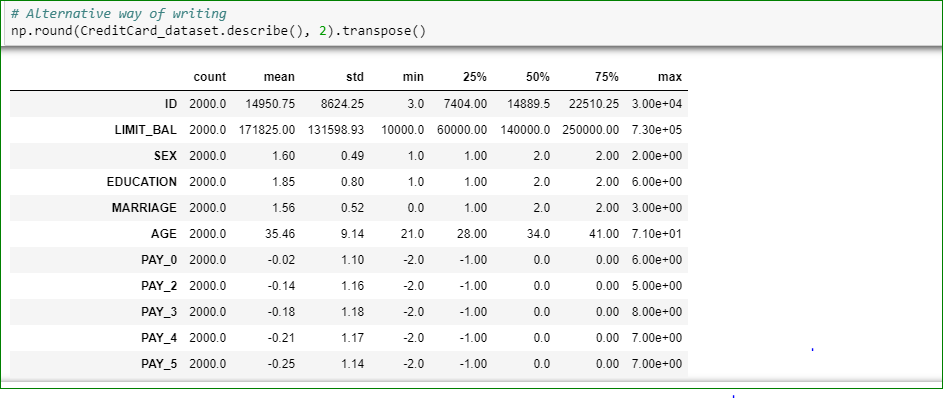 # Alternative way of writing
np.round(CreditCard_dataset.describe(), 2).transpose()
count mean std min 25% 50% 75% max
ID 2000.0 14950.75 8624.25 3.0 7404.00 14889.5 22510.25 3.00e+04
LIMIT_BAL 2000.0 171825.00 131598.93 10000.0 60000.00 140000.0 250000.00 7.30e+05
SEX 2000.0 1.60 0.49 1.0 1.00 2.0 2.00 2.00e+00
EDUCATION 2000.0 1.85 0.80 1.0 1.00 2.0 2.00 6.00e+00
MARRIAGE 2000.0 1.56 0.52 0.0 1.00 2.0 2.00 3.00e+00
AGE 2000.0 35.46 9.14 21.0 28.00 34.0 41.00 7.10e+01
PAY_0 2000.0 -0.02 1.10 -2.0 -1.00 0.0 0.00 6.00e+00
PAY_2 2000.0 -0.14 1.16 -2.0 -1.00 0.0 0.00 5.00e+00
PAY_3 2000.0 -0.18 1.18 -2.0 -1.00 0.0 0.00 8.00e+00
PAY_4 2000.0 -0.21 1.17 -2.0 -1.00 0.0 0.00 7.00e+00
PAY_5 2000.0 -0.25 1.14 -2.0 -1.00 0.0 0.00 7.00e+00